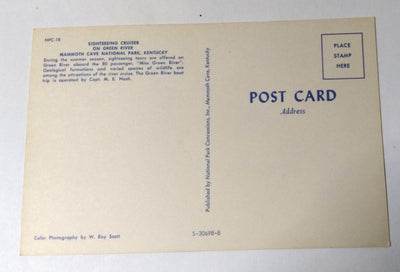 NPC-18
SIGHTSEEING CRUISER
ON GREEN RIVER
MAMMOTH CAVE NATIONAL PARK, KENTUCKY
During the summer season, sightseeing tours are offered on
Green River aboard the 80 passenger, "Miss Green River".
Geological formations and varied species of wildlife are
among the attractions of the river cruise. The Green River boat
trip is operated by Capt. M. E. Nash.
Color Photography by W. Ray Scott
Published by National Park Concessions, Inc., Mammoth Cave, Kentucky
S-30698-B
PLACE
STAMP
HERE
POST CARD
Address